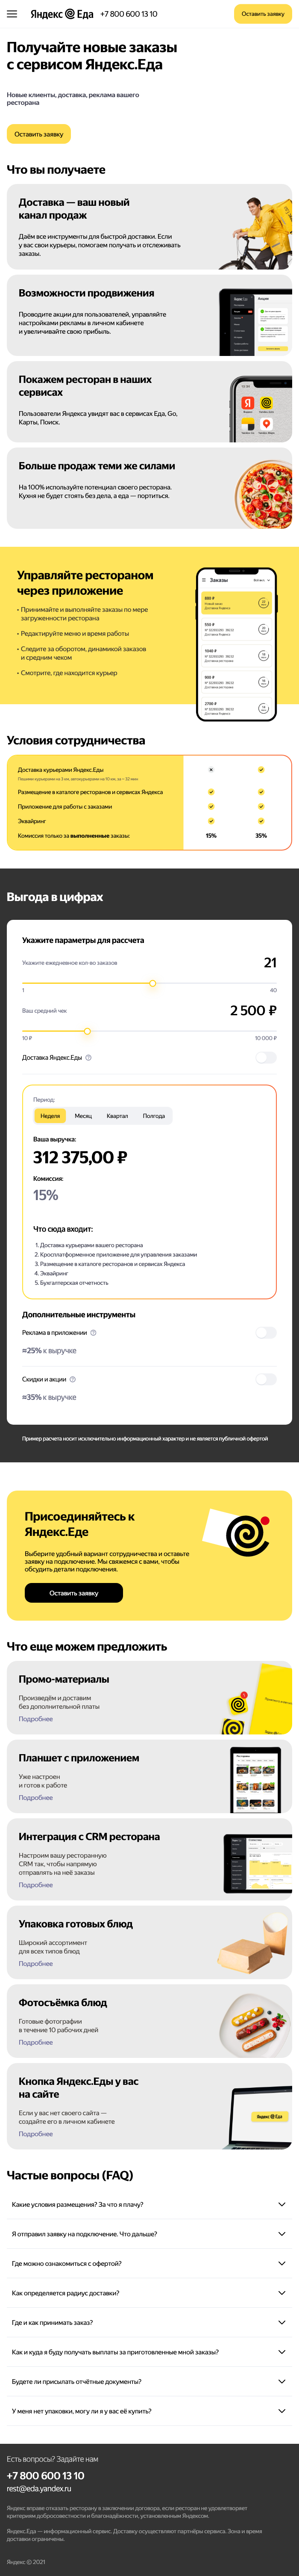 Яндекс Еда +7 800 600 13 10 Оставить заявку
Получайте новые заказы
с сервисом Яндекс.Еда
Новые клиенты, доставка, реклама вашего
ресторана
Оставить заявку
Что вы получаете
Доставка — ваш новый
канал продаж
Даём все инструменты для быстрой доставки. Если
у вас свои курьеры, помогаем получать и отслеживать
заказы.
Возможности продвижения
Проводите акции для пользователей, управляйте
настройками рекламы в личном кабинете
и увеличивайте свою прибыль.
Покажем ресторан в наших
сервисах
Пользователи Яндекса увидят вас в сервисах Еда, Go,
Карты, Поиск.
Больше продаж теми же силами
На 100% используйте потенциал своего ресторана.
Кухня не будет стоять без дела, а еда — портиться.
Управляйте рестораном
через приложение
• Принимайте и выполняйте заказы по мере
загруженности ресторана
• Редактируйте меню и время работы
• Следите за оборотом, динамикой заказов
и средним чеком
• Смотрите, где находится курьер
Заказы
Условия сотрудничества
Доставка курьерами Яндекс.Еды
Размещение в каталоге ресторанов и сервисах Яндекса
Приложение для работы с заказами
Эквайринг
Комиссия только за выполненные заказы: 15% 35%
Выгода в цифрах
Укажите параметры для рассчета
Укажите ежедневное кол-во заказов 21
1 40
Ваш средний чек 2 500 ₽
10 ₽ 10 000 ₽
Доставка Яндекс.Еды
Период:
Неделя Месяц Квартал Полгода
Ваша выручка:
312 375,00 ₽
Комиссия:
15%
Что сюда входит:
1. Доставка курьерами вашего ресторана
2. Кросплатформенное приложение для управления заказами
3. Размещение в каталоге ресторанов и сервисах Яндекса
4. Эквайринг
5. Бухгалтерская отчетность
Дополнительные инструменты
Реклама в приложении
≈25% к выручке
Скидки и акции
≈35% к выручке
Пример расчета носит исключительно информационный характер и не является публичной офертой
Присоединяйтесь к
Яндекс.Еде
Выберите удобный вариант сотрудничества и оставьте
заявку на подключение. Мы свяжемся с вами, чтобы
обсудить детали подключения.
Оставить заявку
Что еще можем предложить
Промо-материалы
Произведём и доставим
без дополнительной платы
Подробнее
Планшет с приложением
Уже настроен
и готов к работе
Подробнее
Интеграция с CRM ресторана
Настроим вашу ресторанную
CRM так, чтобы напрямую
отправлять на неё заказы
Подробнее
Упаковка готовых блюд
Широкий ассортимент
для всех типов блюд
Подробнее
Фотосъёмка блюд
Готовые фотографии
в течение 10 рабочих дней
Подробнее
Кнопка Яндекс.Еды у вас
на сайте
Если у вас нет своего сайта —
создайте его в личном кабинете
Подробнее
Яндекс Еда
Частые вопросы (FAQ)
Какие условия размещения? За что я плачу?
Я отправил заявку на подключение. Что дальше?
Где можно ознакомиться с офертой?
Как определяется радиус доставки?
Где и как принимать заказ?
Как и куда я буду получать выплаты за приготовленные мной заказы?
Будете ли присылать отчётные документы?
У меня нет упаковки, могу ли я у вас её купить?
Есть вопросы? Задайте нам
+7 800 600 13 10
rest@eda.yandex.ru
Яндекс вправе отказать ресторану в заключении договора, если ресторан не удовлетворяет
критериям добросовестности и благонадёжности, установленным Яндексом.
Яндекс.Еда — информационный сервис. Доставку осуществляют партнёры сервиса. Зона и время
доставки ограничены.
Яндекс © 2021